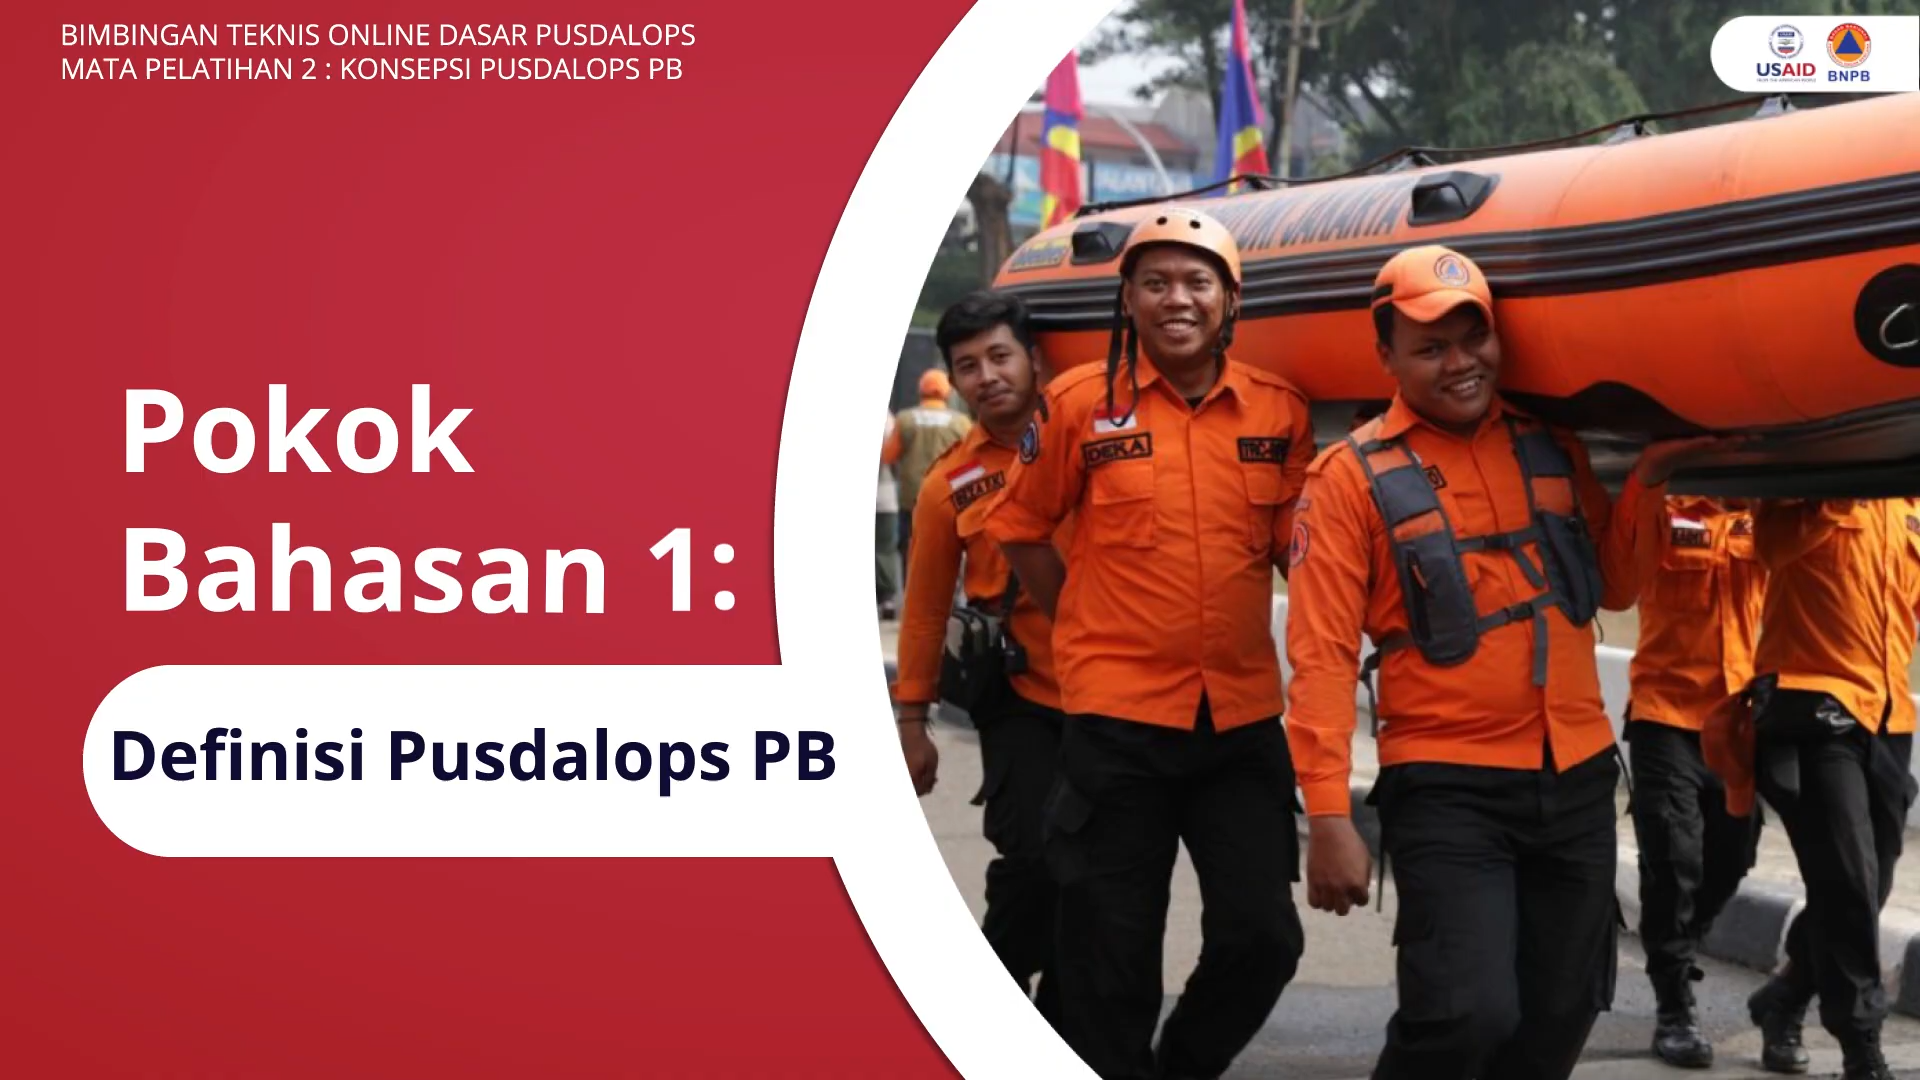 BIMBINGAN TEKNIS ONLINE DASAR PUSDALOPS
MATA PELATIHAN 2 : KONSEPSI PUSDALOPS PB
USAID
BNPB
Pokok
Bahasan 1:
Definisi Pusdalops PB
DEKA